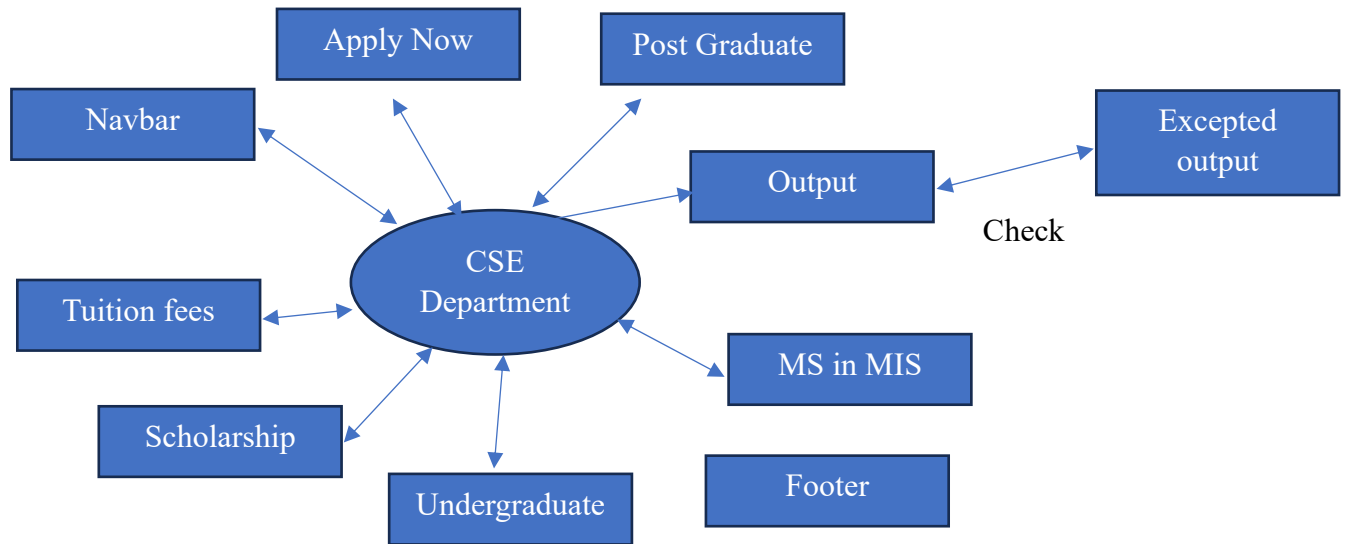 Apply Now
Post Graduate
Navbar
Excepted
output
Output
Check
CSE
Department
Tuition fees
MS in MIS
Scholarship
Undergraduate
Footer